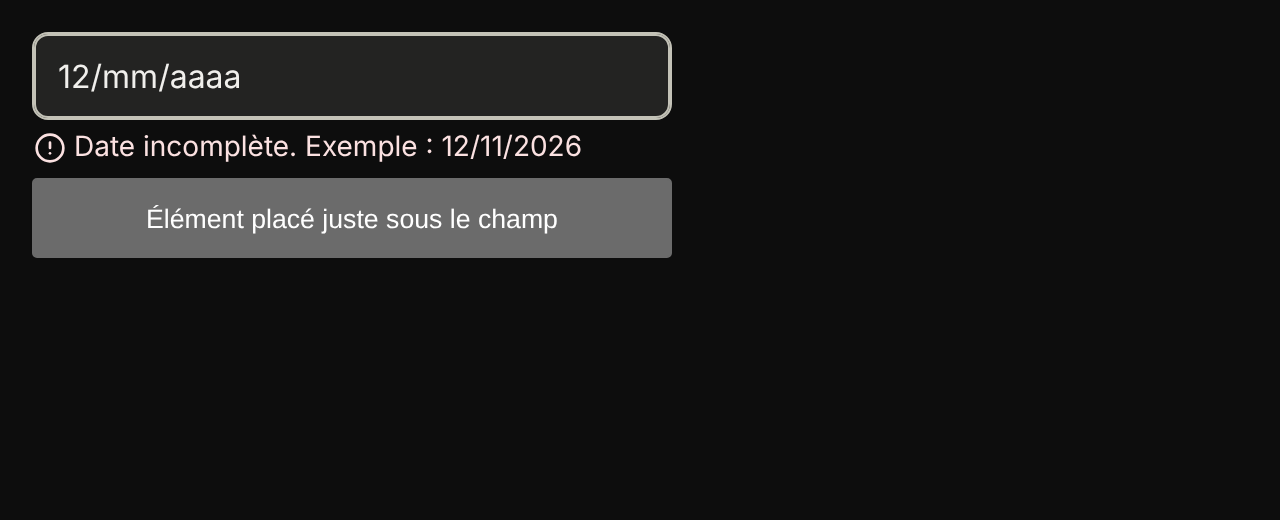 12/mm/aaaa
Date incomplète. Exemple : 12/11/2026
Élément placé juste sous le champ